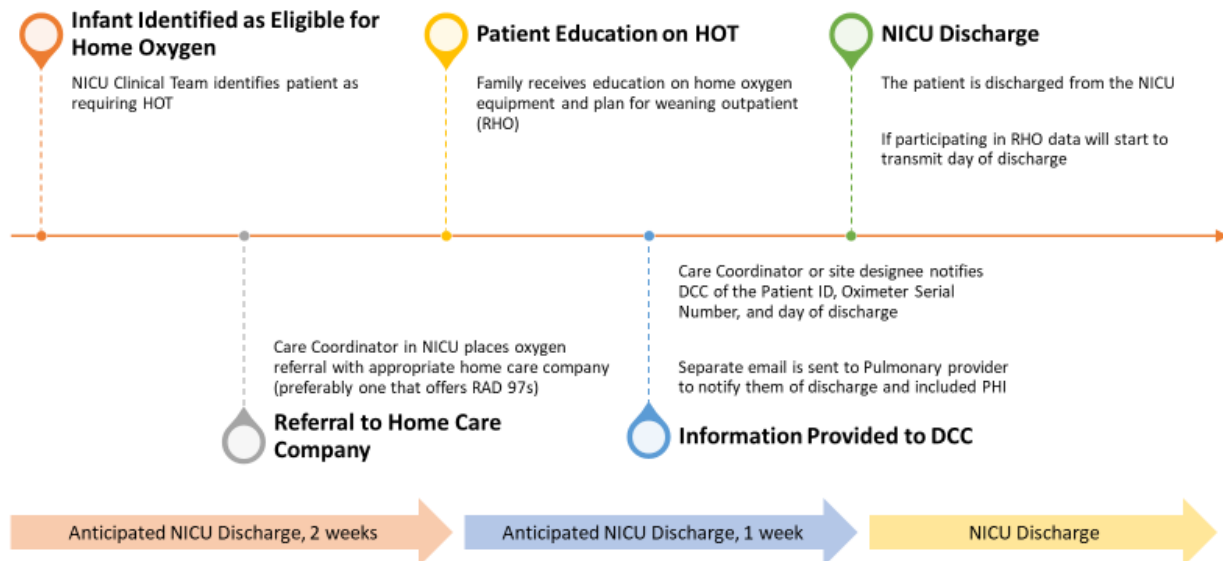 Infant Identified as Eligible for
Home Oxygen
NICU Clinical Team identifies patient as
requiring HOT
Patient Education on HOT
Family receives education on home oxygen
equipment and plan for weaning outpatient
(RHO)
NICU Discharge
The patient is discharged from the NICU
If participating in RHO data will start to
transmit day of discharge
Care Coordinator in NICU places oxygen
referral with appropriate home care company
(preferably one that offers RAD 97s)
Referral to Home Care
Company
Care Coordinator or site designee notifies
DCC of the Patient ID, Oximeter Serial
Number, and day of discharge
Separate email is sent to Pulmonary provider
to notify them of discharge and included PHI
Information Provided to DCC
Anticipated NICU Discharge, 2 weeks
Anticipated NICU Discharge, 1 week
NICU Discharge